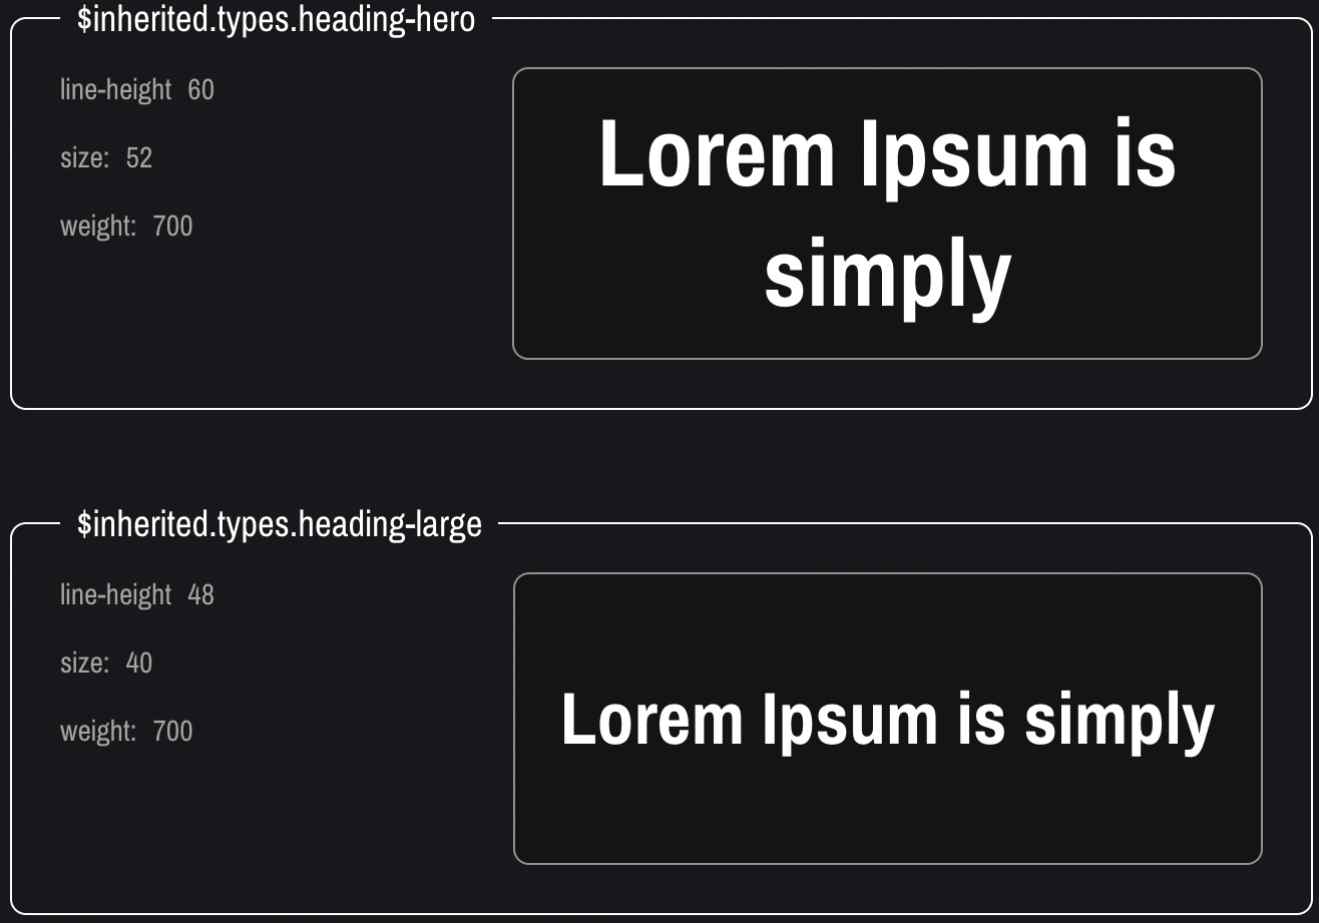 $inherited.types.heading-hero
line-height 60
size: 52
weight: 700
Lorem Ipsum is
simply
$inherited.types.heading-large
line-height 48
size: 40
weight: 700
Lorem Ipsum is simply